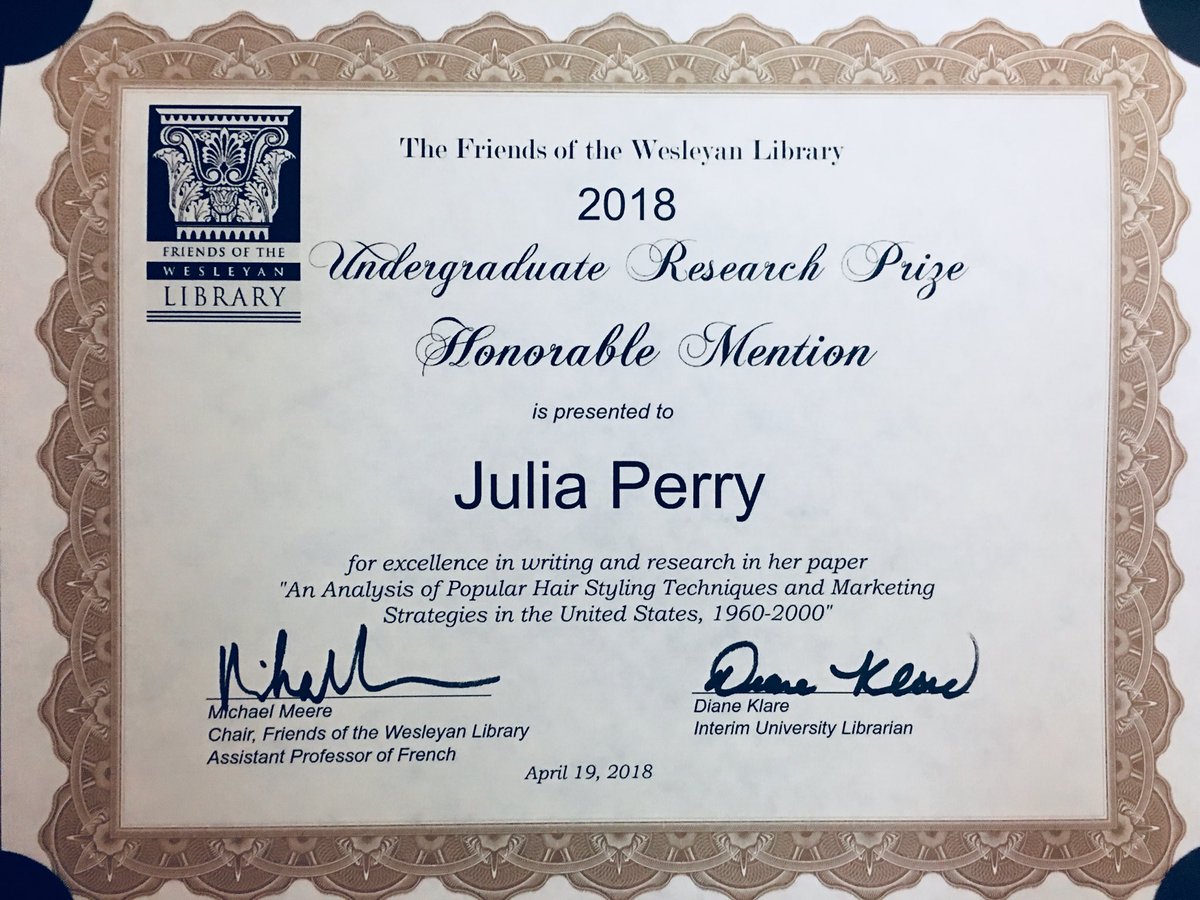 FRIENDS OF THE
WESLEYAN
LIBRARY
The Friends of the Wesleyan Library
2018
Undergraduate Research Prize
Honorable Mention
is presented to
Julia Perry
for excellence in writing and research in her paper
"An Analysis of Popular Hair Styling Techniques and Marketing
Strategies in the United States, 1960-2000"
Diane Klare
Michael Meere
Chair, Friends of the Wesleyan Library
Assistant Professor of French
Diane Klare
Interim University Librarian
April 19, 2018